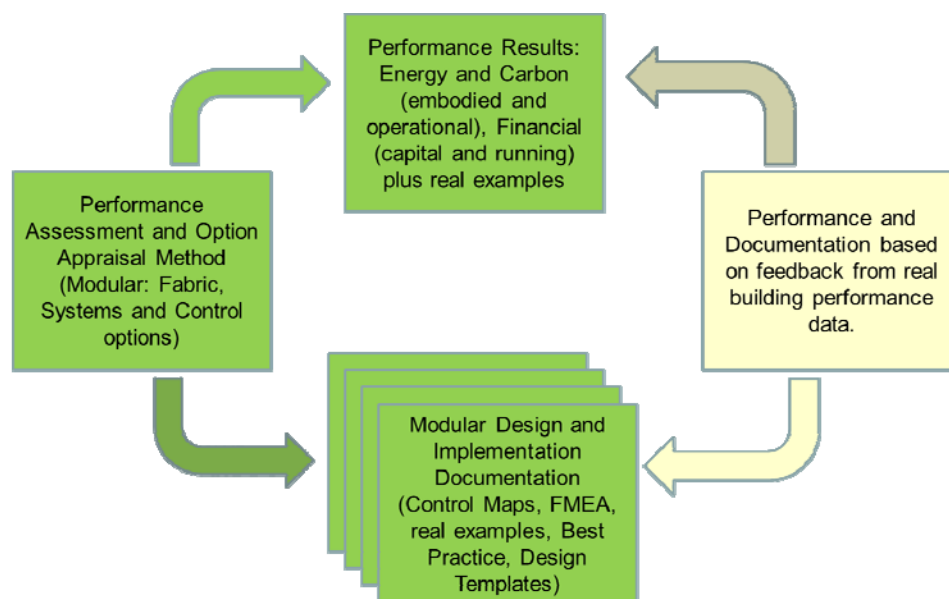 Performance Results:
Energy and Carbon
(embodied and
operational), Financial
(capital and running)
plus real examples
Performance
Assessment and Option
Appraisal Method
(Modular: Fabric,
Systems and Control
options)
Performance and
Documentation based
on feedback from real
building performance
data.
Modular Design and
Implementation
Documentation
(Control Maps, FMEA,
real examples, Best
Practice, Design
Templates)